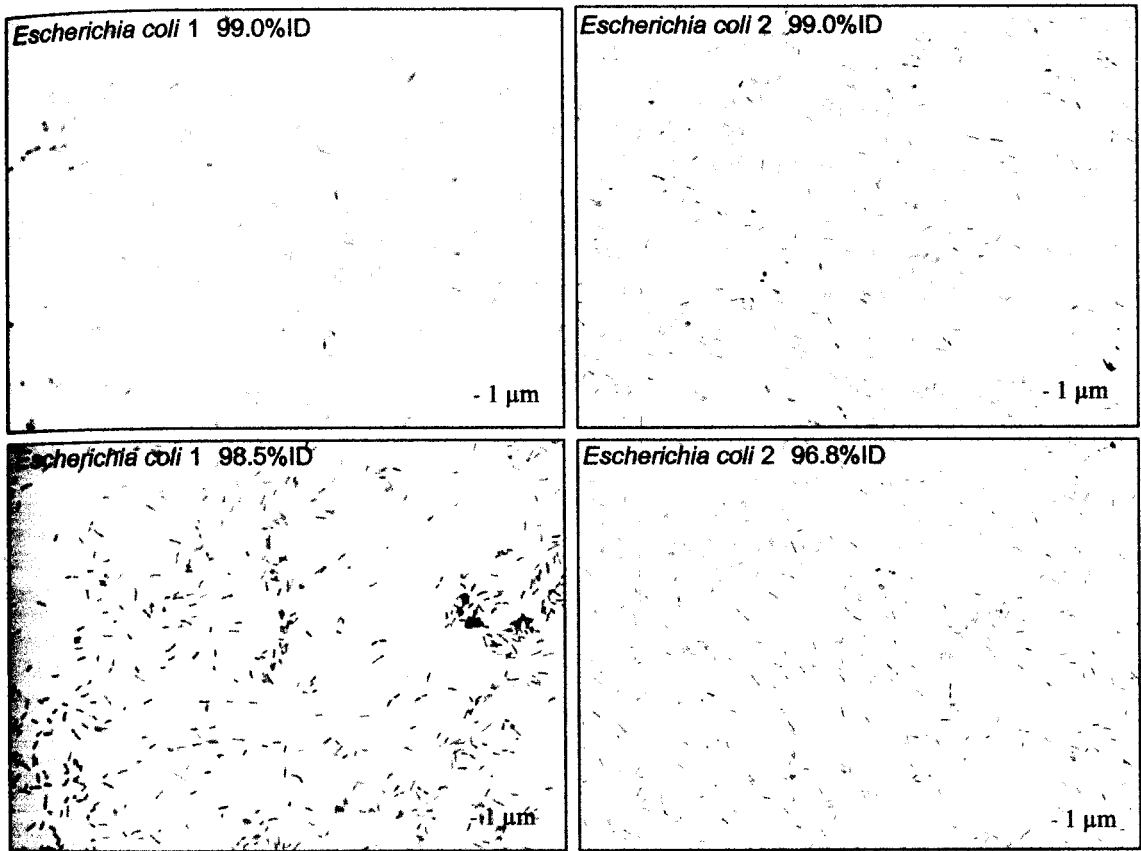 Escherichia coli 1 99.0%ID
- 1 µm
Escherichia coli 2 99.0%ID
- 1 µm
Escherichia coli 1 98.5%ID
- 1 µm
Escherichia coli 2 96.8%ID
- 1 µm